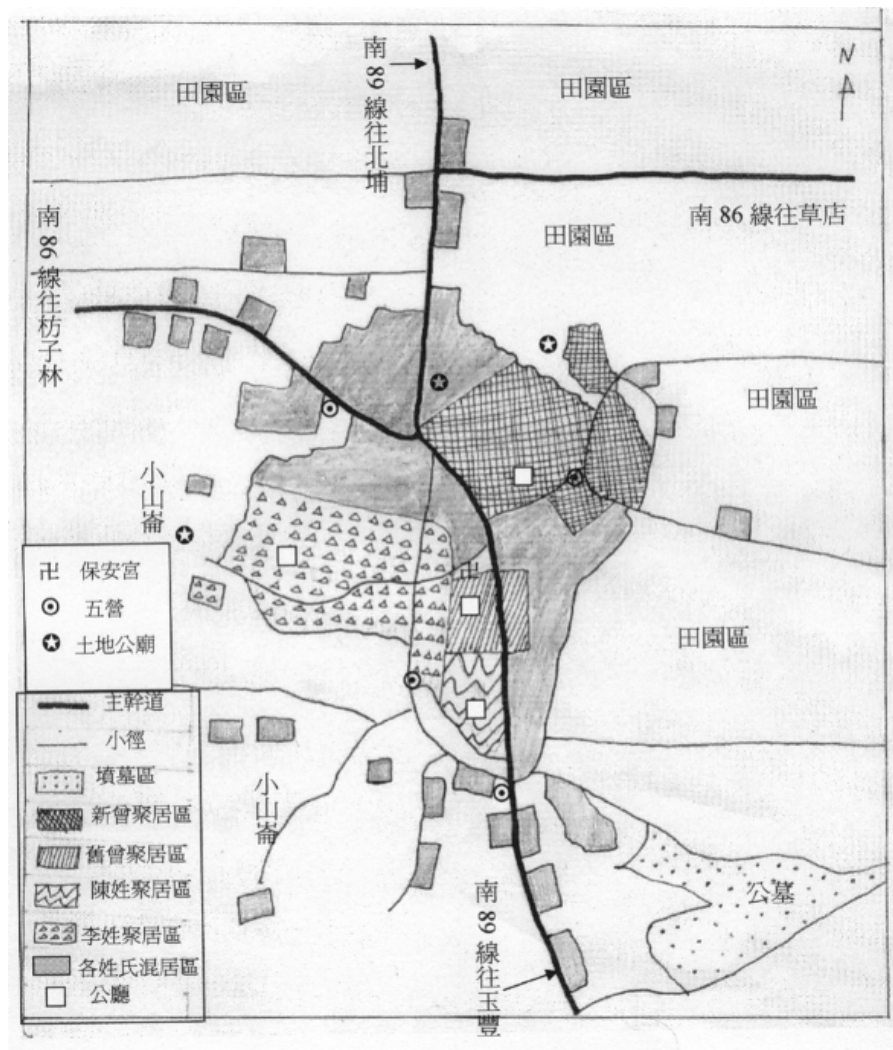 N
南89線往北埔
田園區
田園區
南86線往草店
田園區
南86線往枋子林
田園區
小山崙
卍
田園區
卍 保安宮
五營
土地公廟
主幹道
小徑
墳墓區
新曾聚居區
舊曾聚居區
陳姓聚居區
李姓聚居區
各姓氏混居區
公廳
小山崙
公墓
南89線往玉豐